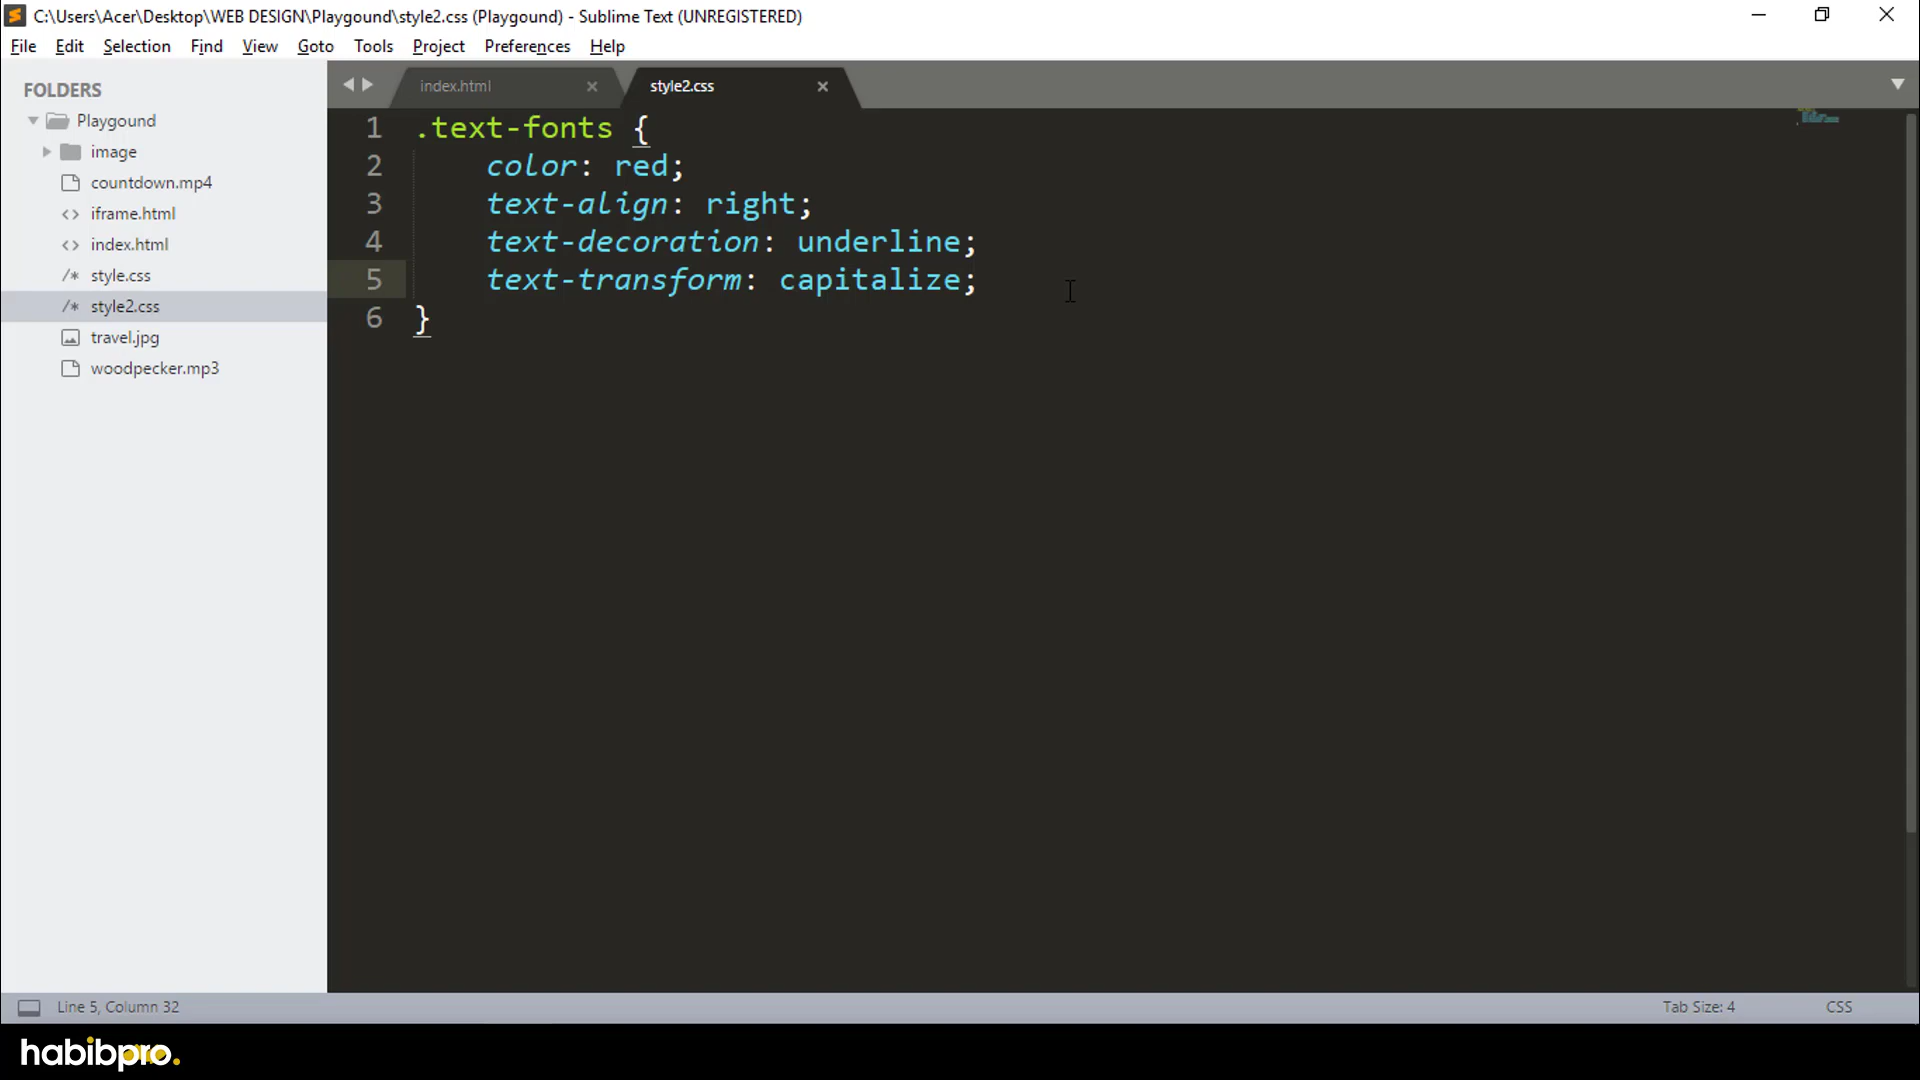 C:\Users\Acer\Desktop\WEB DESIGN\Playgound\style2.css (Playgound) - Sublime Text (UNREGISTERED)
File Edit Selection Find View Goto Tools Project Preferences Help
FOLDERS
Playgound
image
countdown.mp4
iframe.html
index.html
style.css
style2.css
travel.jpg
woodpecker.mp3
index.html style2.css
1 .text-fonts {
2 color: red;
3 text-align: right;
4 text-decoration: underline;
5 text-transform: capitalize;
6 }
Line 5, Column 32 Tab Size: 4 CSS
habibpro.